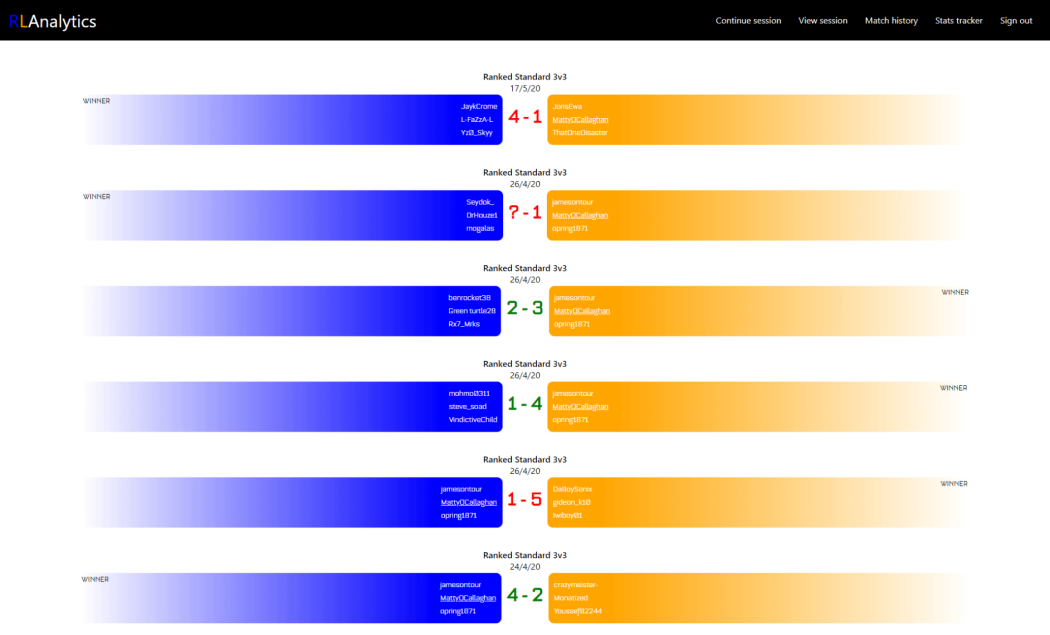 RLAnalytics
Continue session View session Match history Stats tracker Sign out
Ranked Standard 3v3
17/5/20
WINNER
JaykCrome
L-FaZzA-L
Yz0_Skyy
4 - 1
JonsEwa
MattyOCallaghan
ThatOneDisaster
Ranked Standard 3v3
26/4/20
WINNER
Seydok_
DrHouze1
mogalas
? - 1
jamesontour
MattyOCallaghan
opring1871
Ranked Standard 3v3
26/4/20
benrocket38
Green turtle28
Rx7_Mrks
2 - 3
jamesontour
MattyOCallaghan
opring1871
WINNER
Ranked Standard 3v3
26/4/20
mohmol0311
steve_soad
VindictiveChild
1 - 4
jamesontour
MattyOCallaghan
opring1871
WINNER
Ranked Standard 3v3
26/4/20
jamesontour
MattyOCallaghan
opring1871
1 - 5
DalboySonix
gideon_k10
Iwiboy01
WINNER
Ranked Standard 3v3
24/4/20
WINNER
jamesontour
MattyOCallaghan
opring1871
4 - 2
crazymeister-
Monatized
Youssef82244